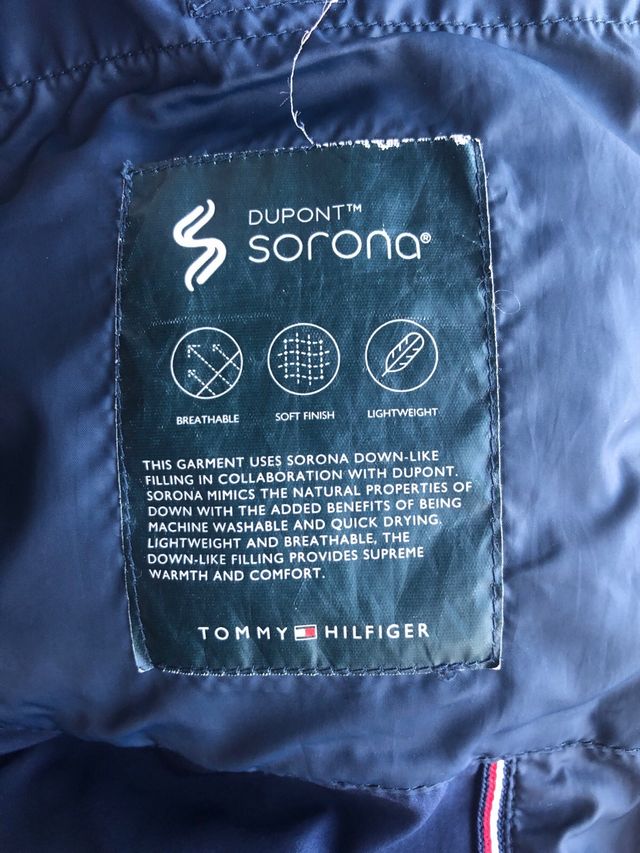 DUPONT™
sorona®
BREATHABLE
SOFT FINISH
LIGHTWEIGHT
THIS GARMENT USES SORONA DOWN-LIKE
FILLING IN COLLABORATION WITH DUPONT.
SORONA MIMICS THE NATURAL PROPERTIES OF
DOWN WITH THE ADDED BENEFITS OF BEING
MACHINE WASHABLE AND QUICK DRYING.
LIGHTWEIGHT AND BREATHABLE, THE
DOWN-LIKE FILLING PROVIDES SUPREME
WARMTH AND COMFORT.
TOMMY HILFIGER